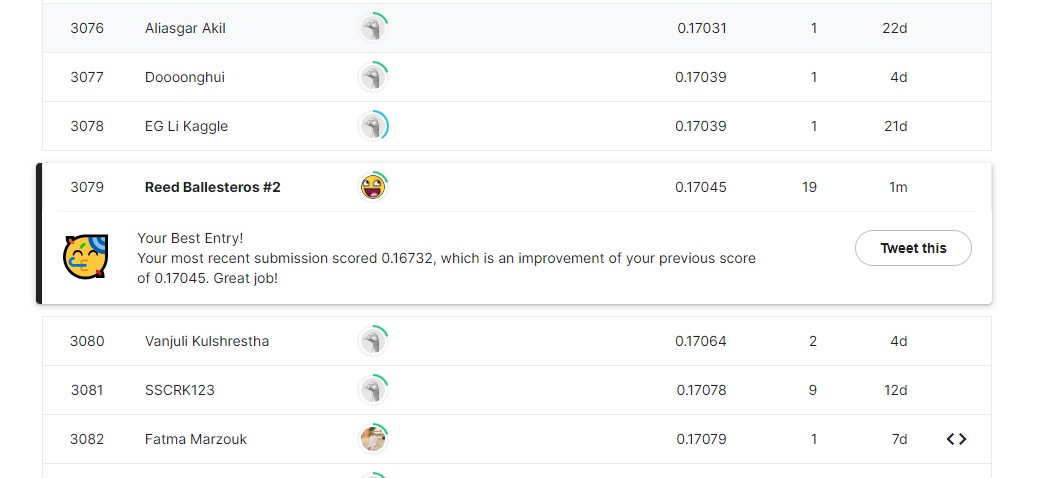 3076 Aliasgar Akil 0.17031 1 22d
3077 Doooonghui 0.17039 1 4d
3078 EG Li Kaggle 0.17039 1 21d
3079 Reed Ballesteros #2 0.17045 19 1m
Your Best Entry!
Your most recent submission scored 0.16732, which is an improvement of your previous score
of 0.17045. Great job!
Tweet this
3080 Vanjuli Kulshrestha 0.17064 2 4d
3081 SSCRK123 0.17078 9 12d
3082 Fatma Marzouk 0.17079 1 7d <>